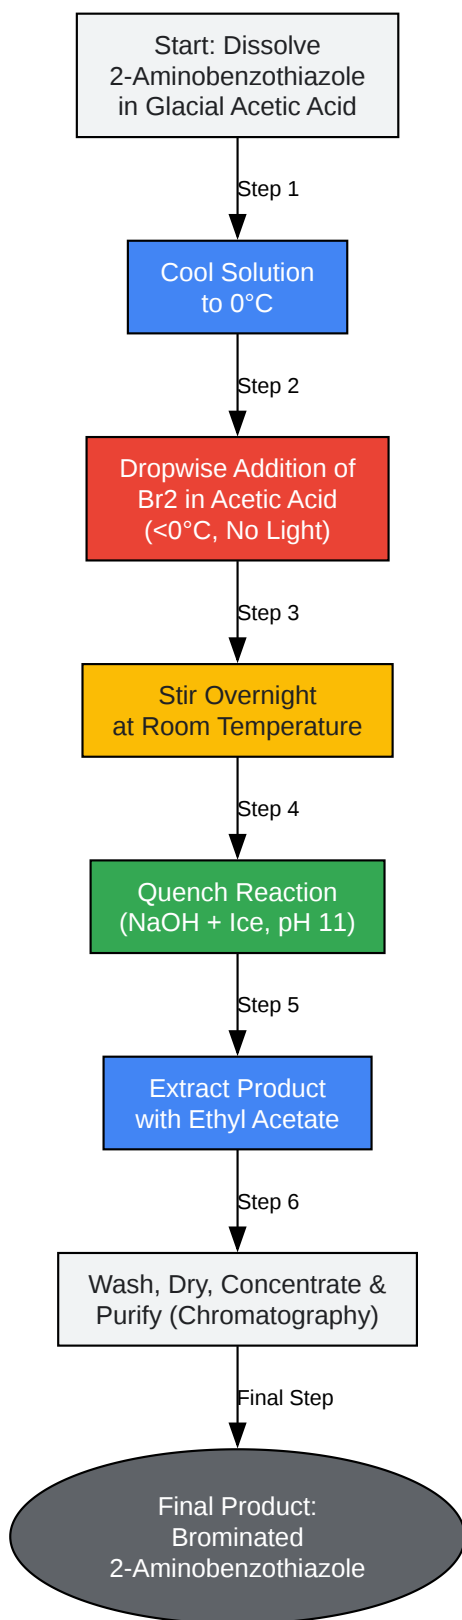 Start: Dissolve
2-Aminobenzothiazole
in Glacial Acetic Acid
Step 1
Cool Solution
to 0°C
Step 2
Dropwise Addition of
Br2 in Acetic Acid
(<0°C, No Light)
Step 3
Stir Overnight
at Room Temperature
Step 4
Quench Reaction
(NaOH + Ice, pH 11)
Step 5
Extract Product
with Ethyl Acetate
Step 6
Wash, Dry, Concentrate &
Purify (Chromatography)
Final Step
Final Product:
Brominated
2-Aminobenzothiazole